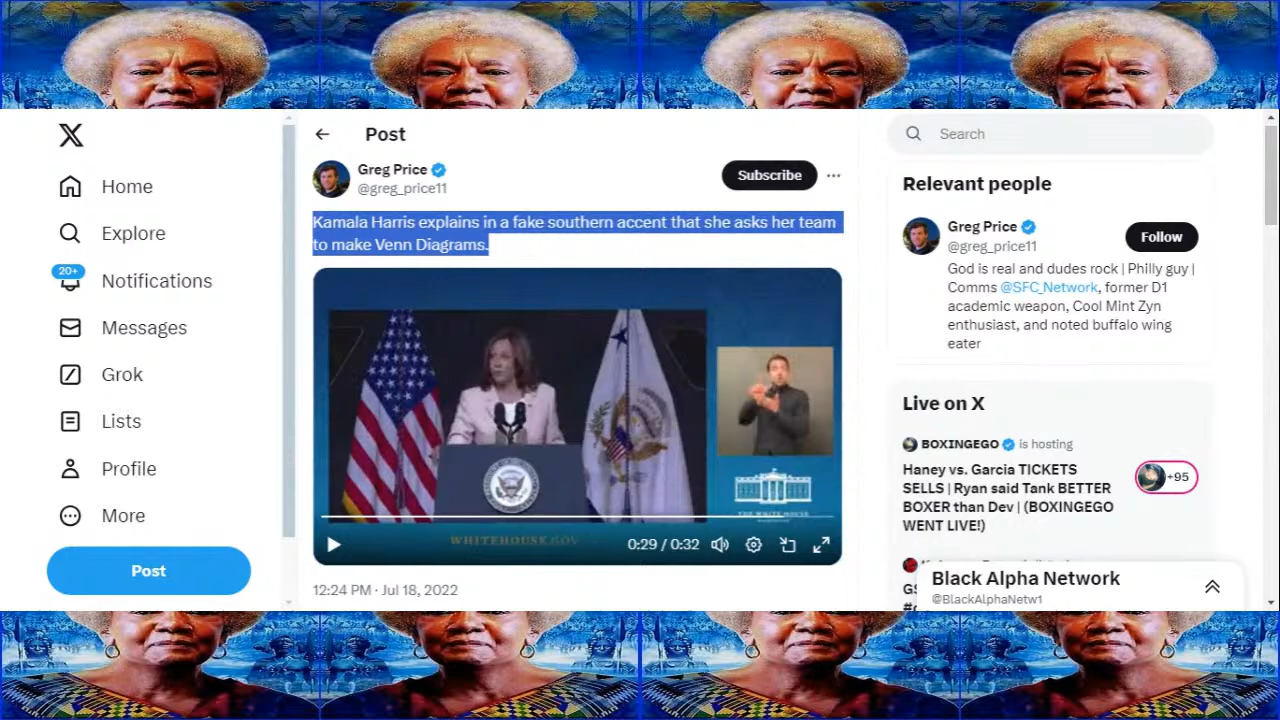 Home
Explore
20+
Notifications
Messages
Grok
Lists
Profile
More
Post
Post
Greg Price
@greg_price11
Subscribe
Kamala Harris explains in a fake southern accent that she asks her team
to make Venn Diagrams.
THE WHITE HOUSE
WHITEHOUSE.GOV
0:29 / 0:32
12:24 PM · Jul 18, 2022
Search
Relevant people
Greg Price
@greg_price11
Follow
God is real and dudes rock | Philly guy |
Comms @SFC_Network, former D1
academic weapon, Cool Mint Zyn
enthusiast, and noted buffalo wing
eater
Live on X
BOXINGEGO is hosting
Haney vs. Garcia TICKETS
SELLS | Ryan said Tank BETTER
BOXER than Dev | (BOXINGEGO
WENT LIVE!)
+95
Black Alpha Network
@BlackAlphaNetw1